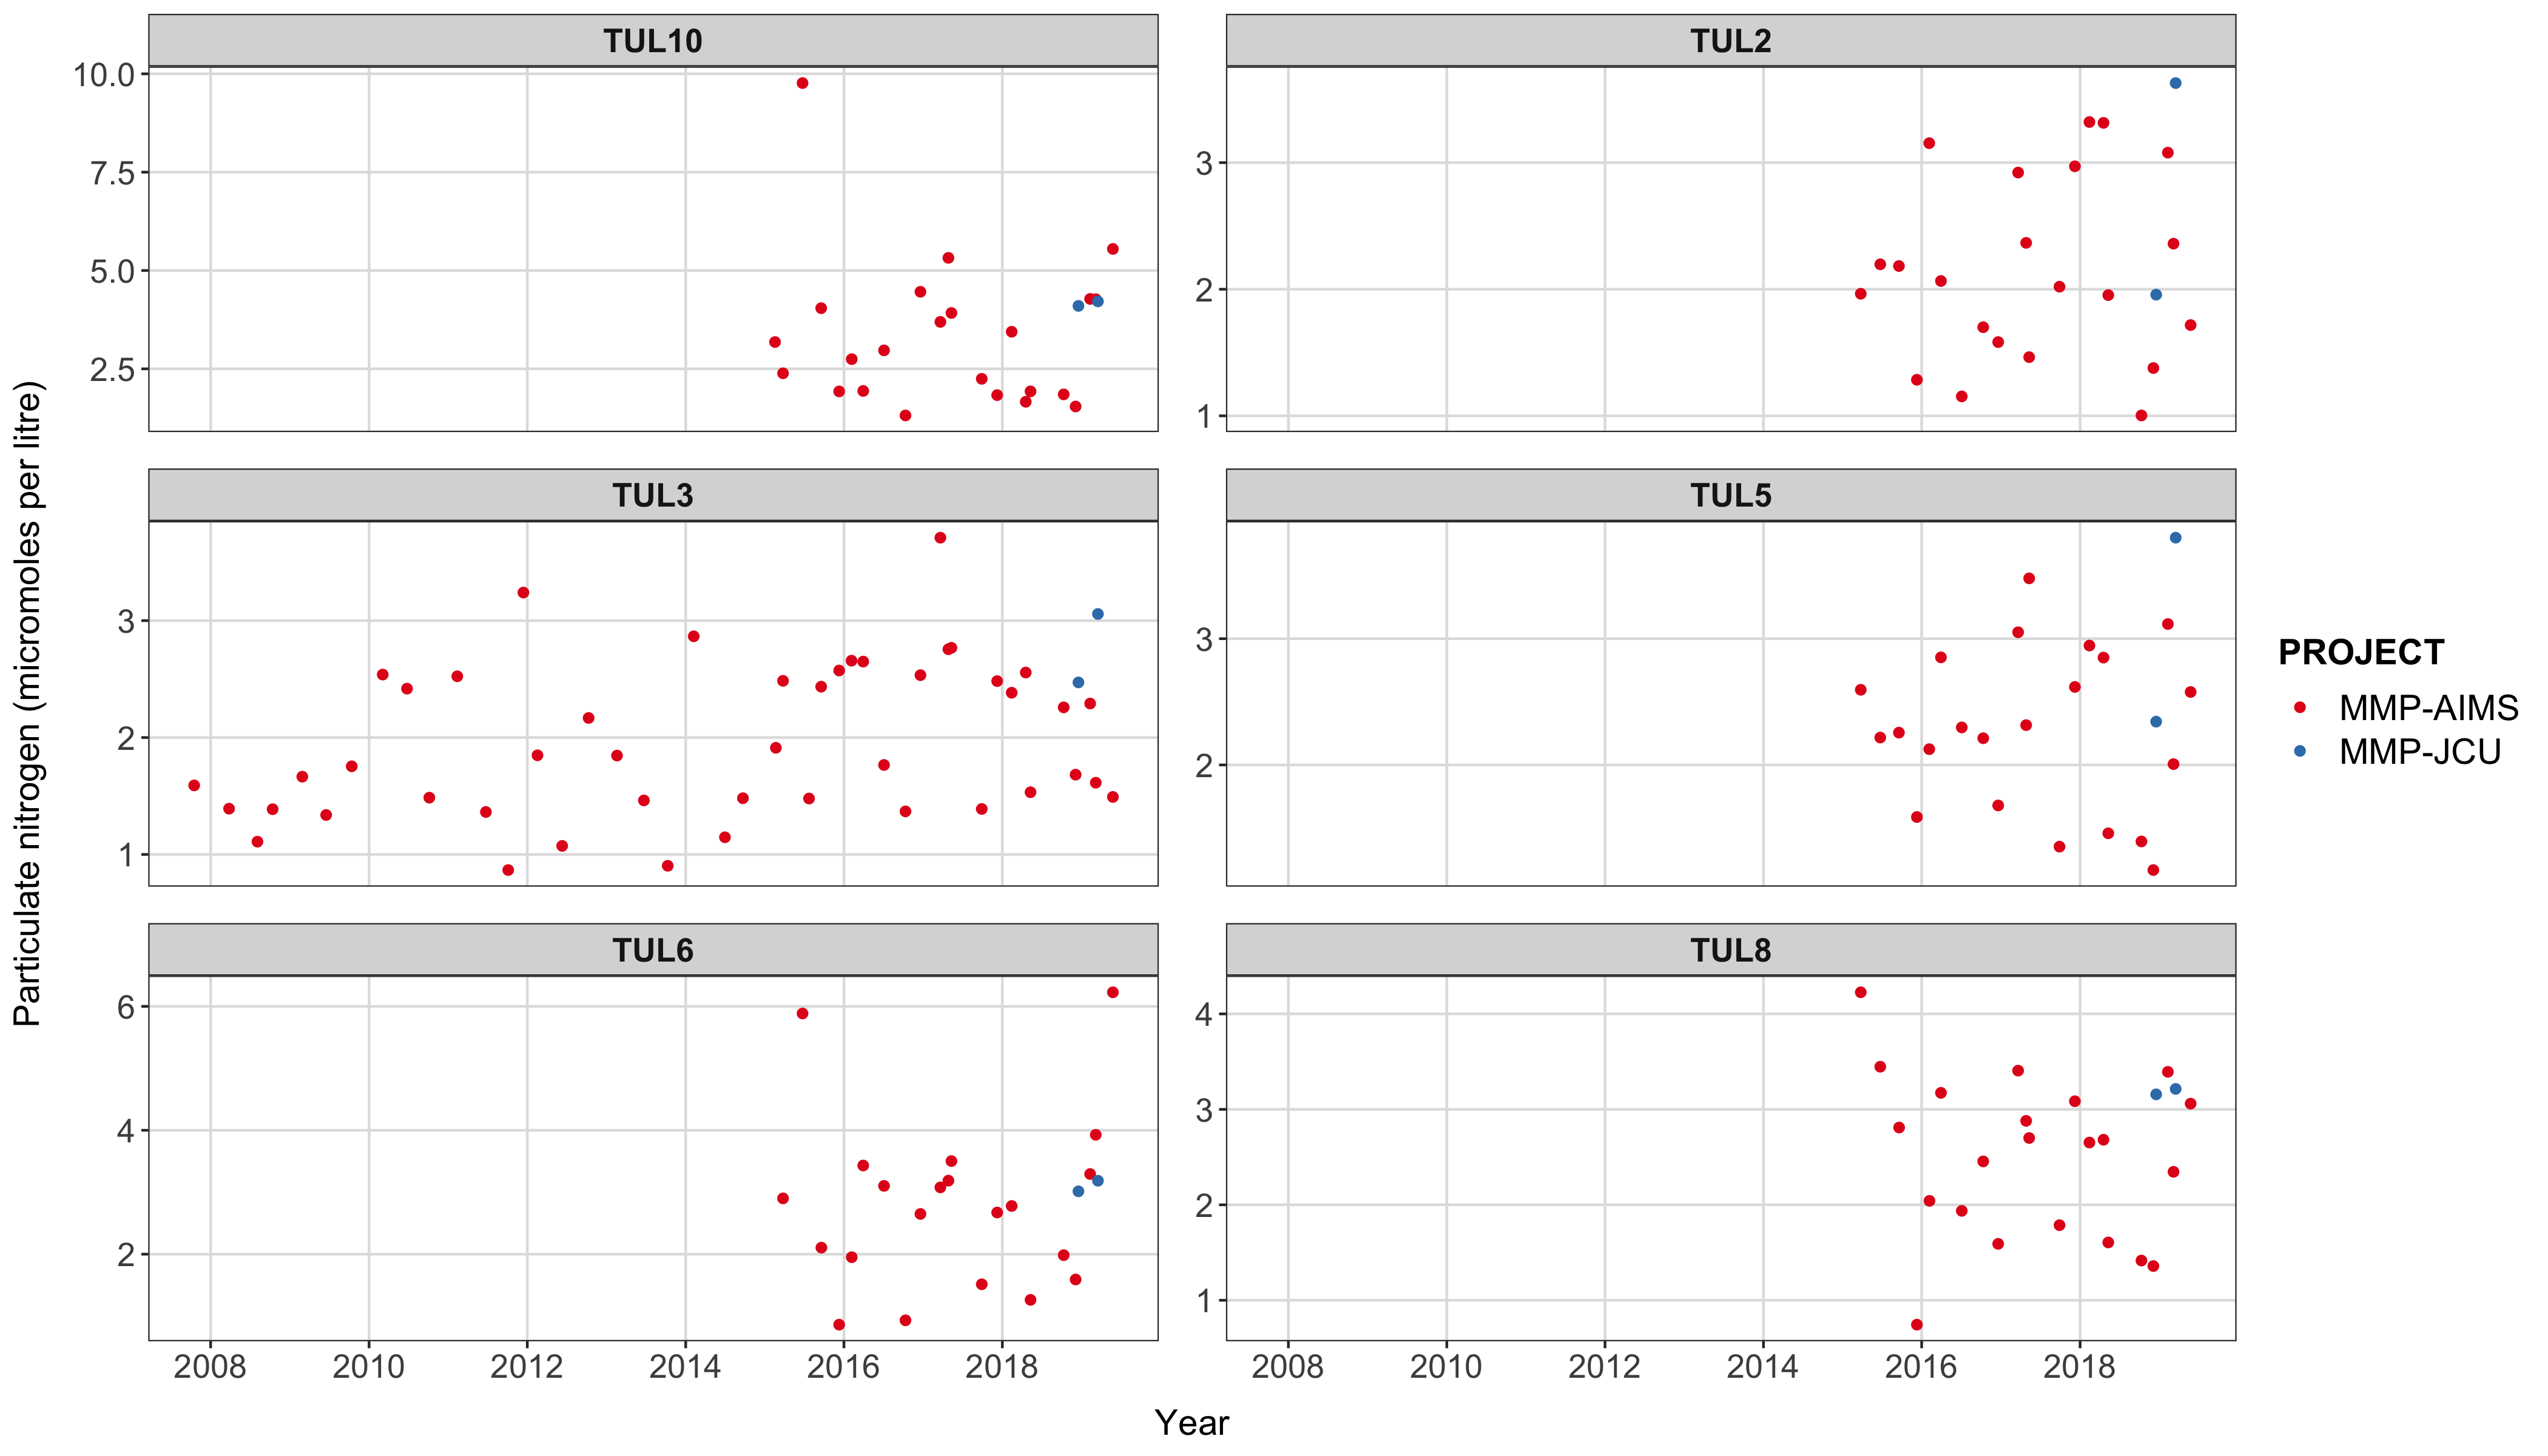 TUL10
TUL2
10.0
7.5
5.0
2.5
3
2
1
TUL3
TUL5
3
2
1
3
2
TUL6
TUL8
6
4
2
4
3
2
1
2008 2010 2012 2014 2016 2018
2008 2010 2012 2014 2016 2018
Year
Particulate nitrogen (micromoles per litre)
PROJECT
MMP-AIMS
MMP-JCU